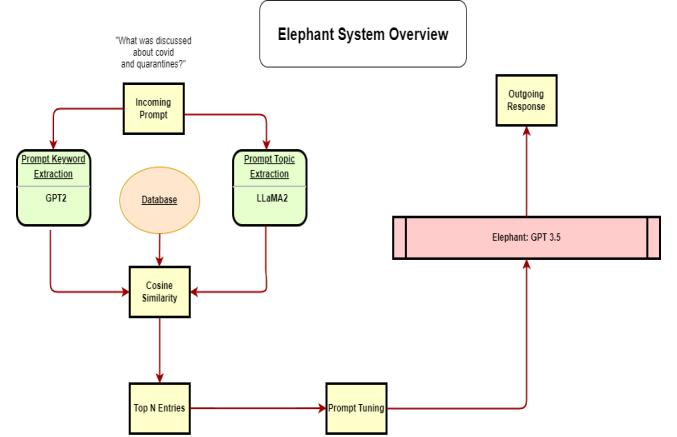 Elephant System Overview
"What was discussed
about covid
and quarantines?"
Incoming
Prompt
Outgoing
Response
Prompt Keyword
Extraction
GPT2
Database
Prompt Topic
Extraction
LLaMA2
Elephant: GPT 3.5
Cosine
Similarity
Top N Entries
Prompt Tuning